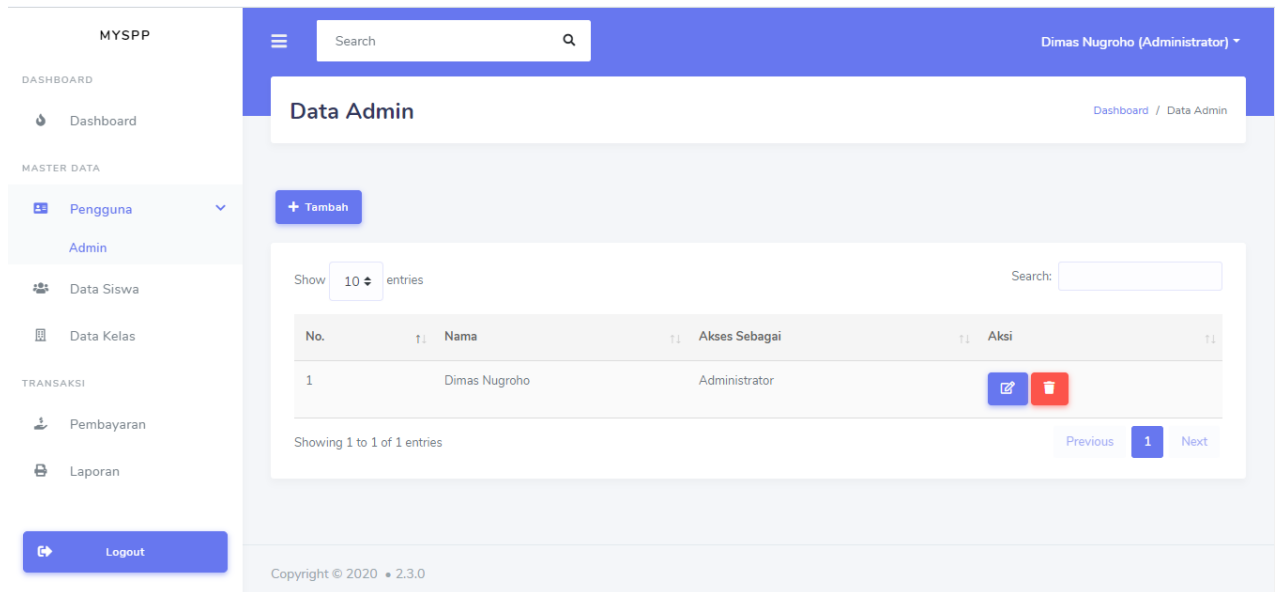 MYSPP
DASHBOARD
Dashboard
MASTER DATA
Pengguna
Admin
Data Siswa
Data Kelas
TRANSAKSI
Pembayaran
Laporan
Logout
Search
Dimas Nugroho (Administrator)
Data Admin
Dashboard / Data Admin
+ Tambah
Show 10 entries
Search:
No. Nama Akses Sebagai Aksi
1 Dimas Nugroho Administrator
Showing 1 to 1 of 1 entries
Previous 1 Next
Copyright © 2020 • 2.3.0